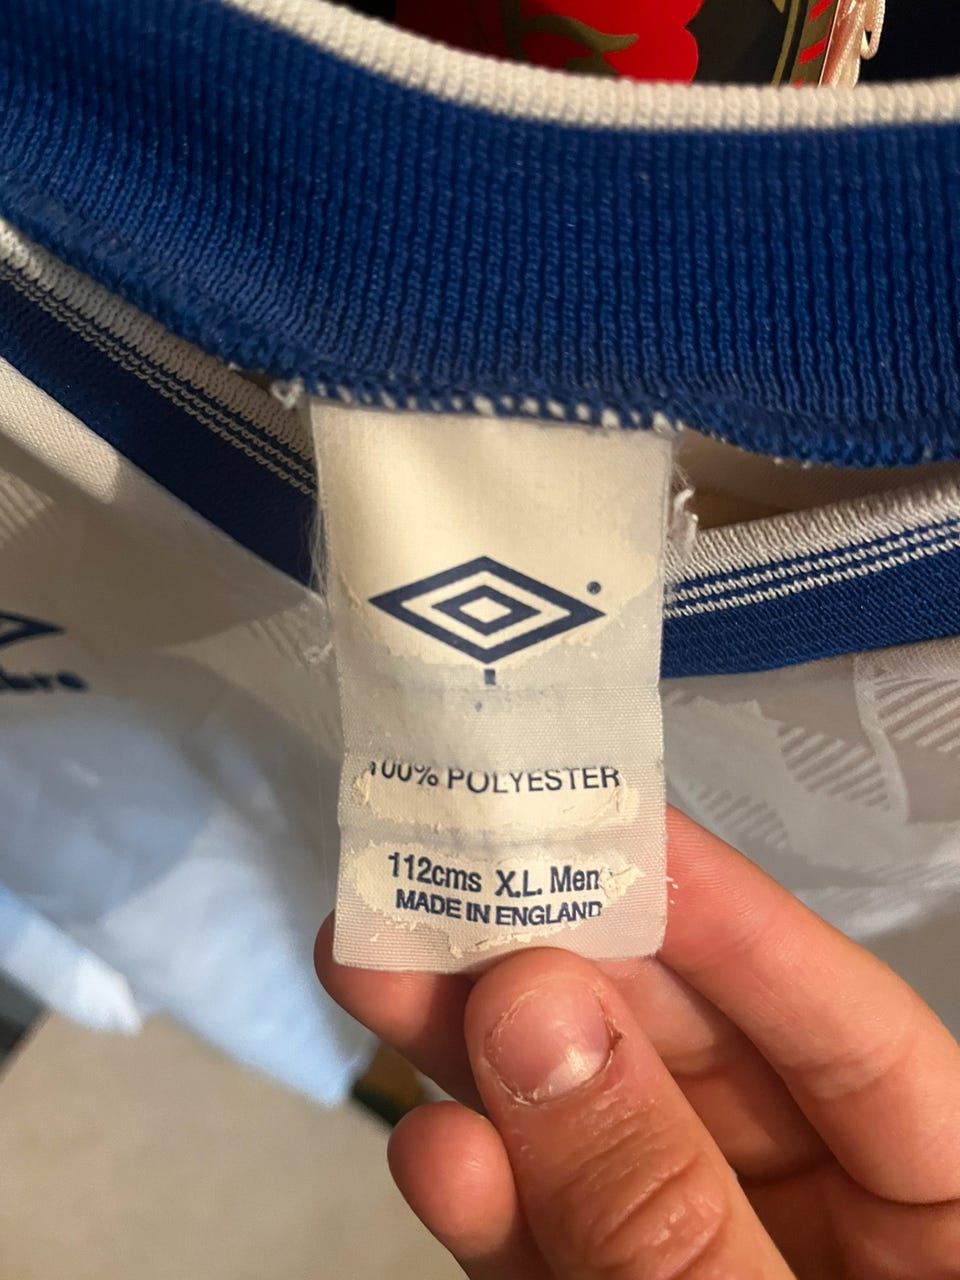 100% POLYESTER
112cms X.L. Men
MADE IN ENGLAND